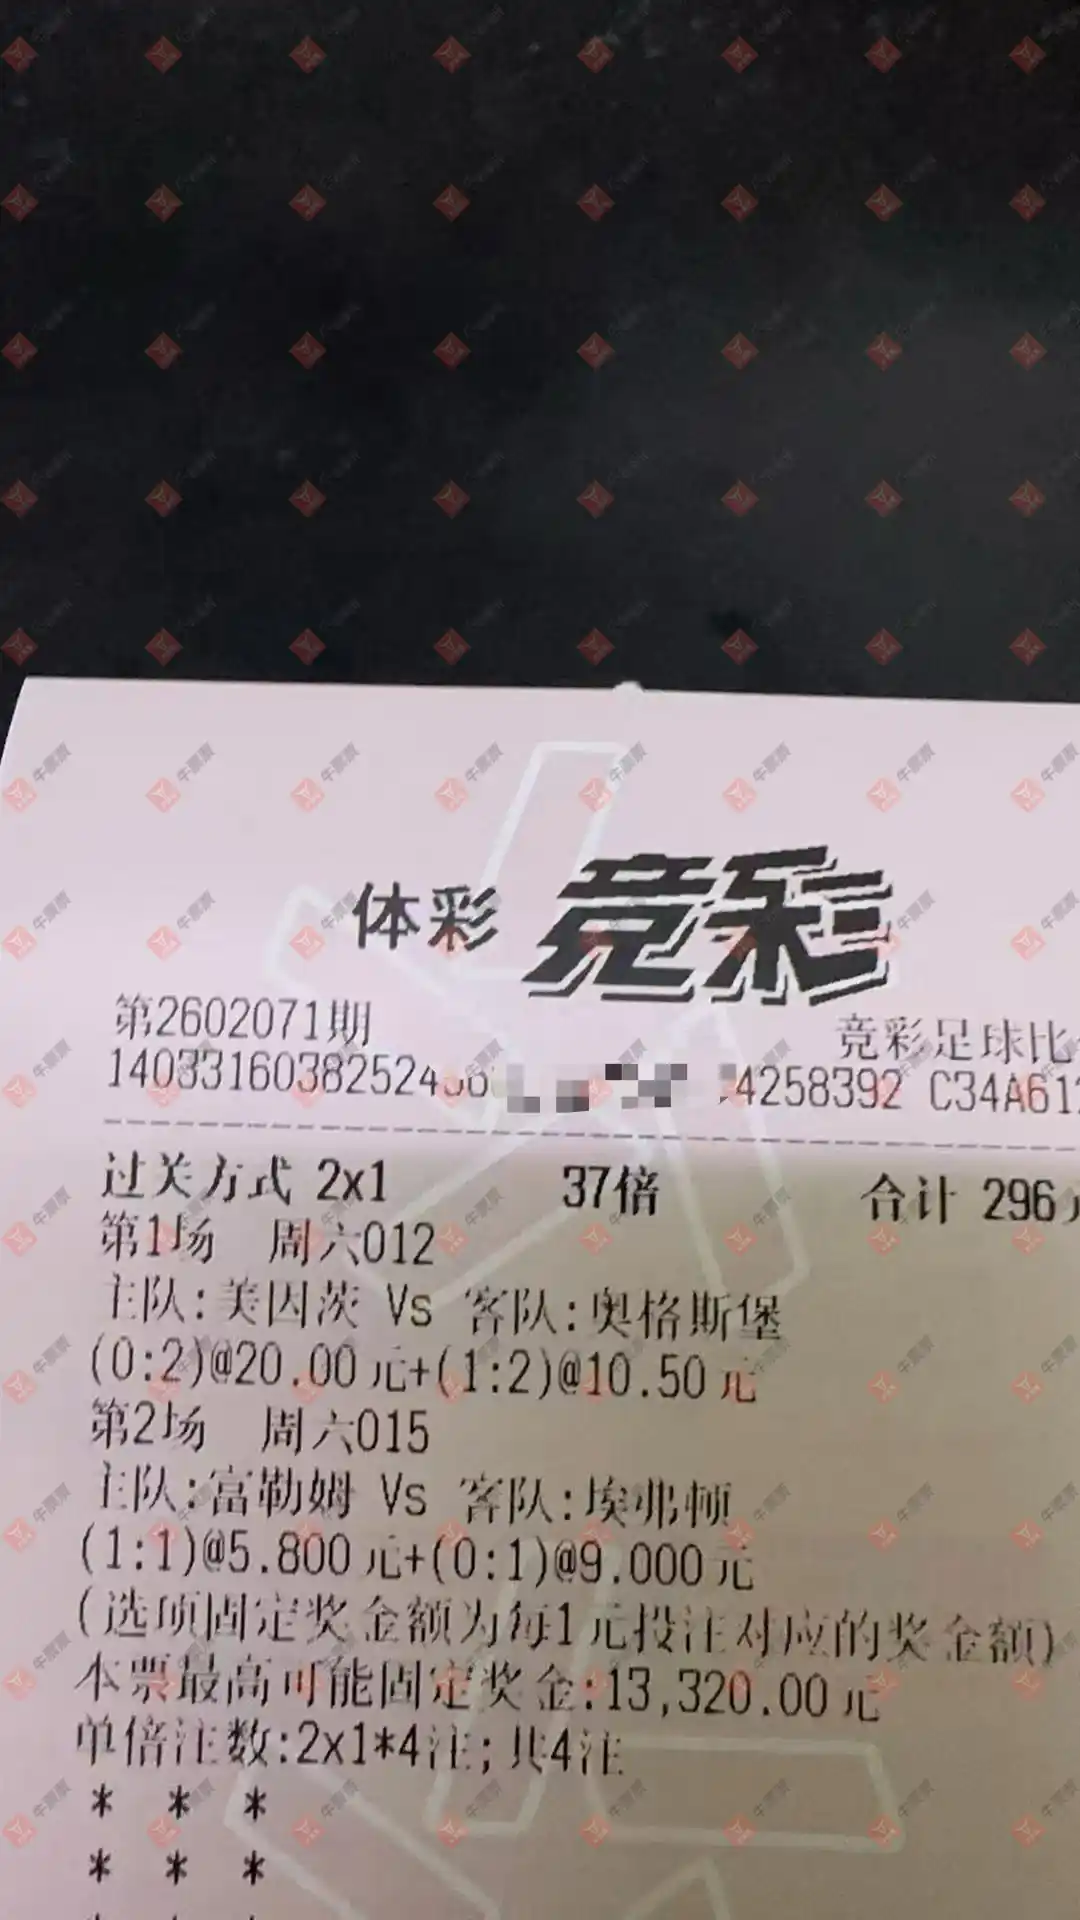 体彩 竞彩
第2602071期
竞彩足球比
14033160382524 4258392 C34A61
过关方式 2x1 37倍 合计 296元
第1场 周六012
主队:美因茨 Vs 客队:奥格斯堡
(0:2)@20.00元+(1:2)@10.50元
第2场 周六015
主队:富勒姆 Vs 客队:埃弗顿
(1:1)@5.800元+(0:1)@9.000元
(选项固定奖金额为每1元投注对应的奖金额)
本票最高可能固定奖金:13,320.00元
单倍注数:2x1*4注;共4注
* * *
* * *